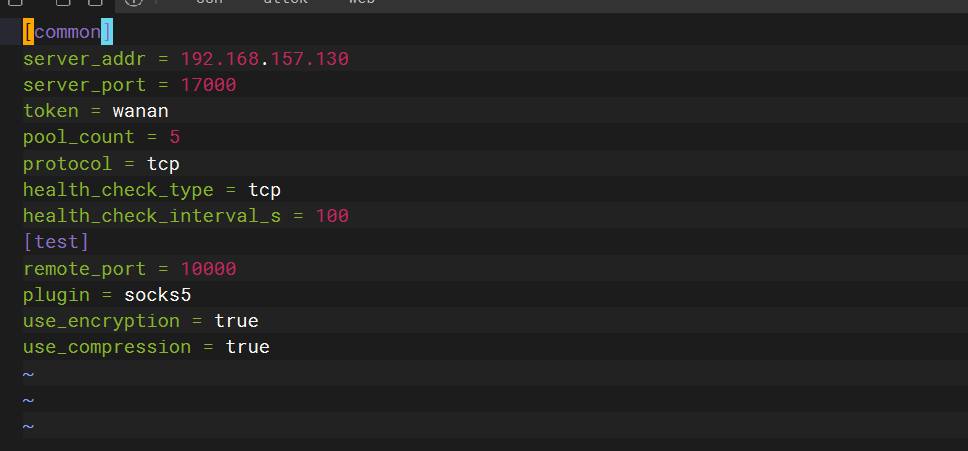 [common]
server_addr = 192.168.157.130
server_port = 17000
token = wanan
pool_count = 5
protocol = tcp
health_check_type = tcp
health_check_interval_s = 100
[test]
remote_port = 10000
plugin = socks5
use_encryption = true
use_compression = true
~
~
~